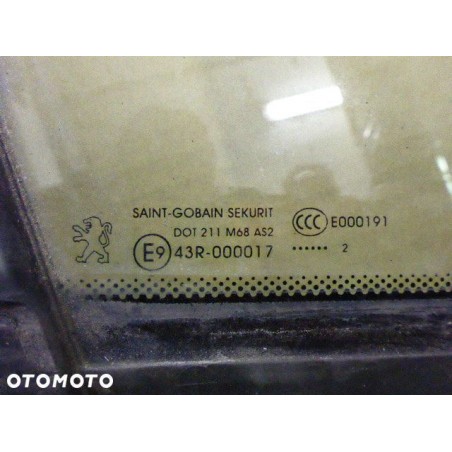 SAINT-GOBAIN SEKURIT
DOT 211 M68 AS2
E9 43R-000017
CCC E000191
...... 2
OTOMOTO